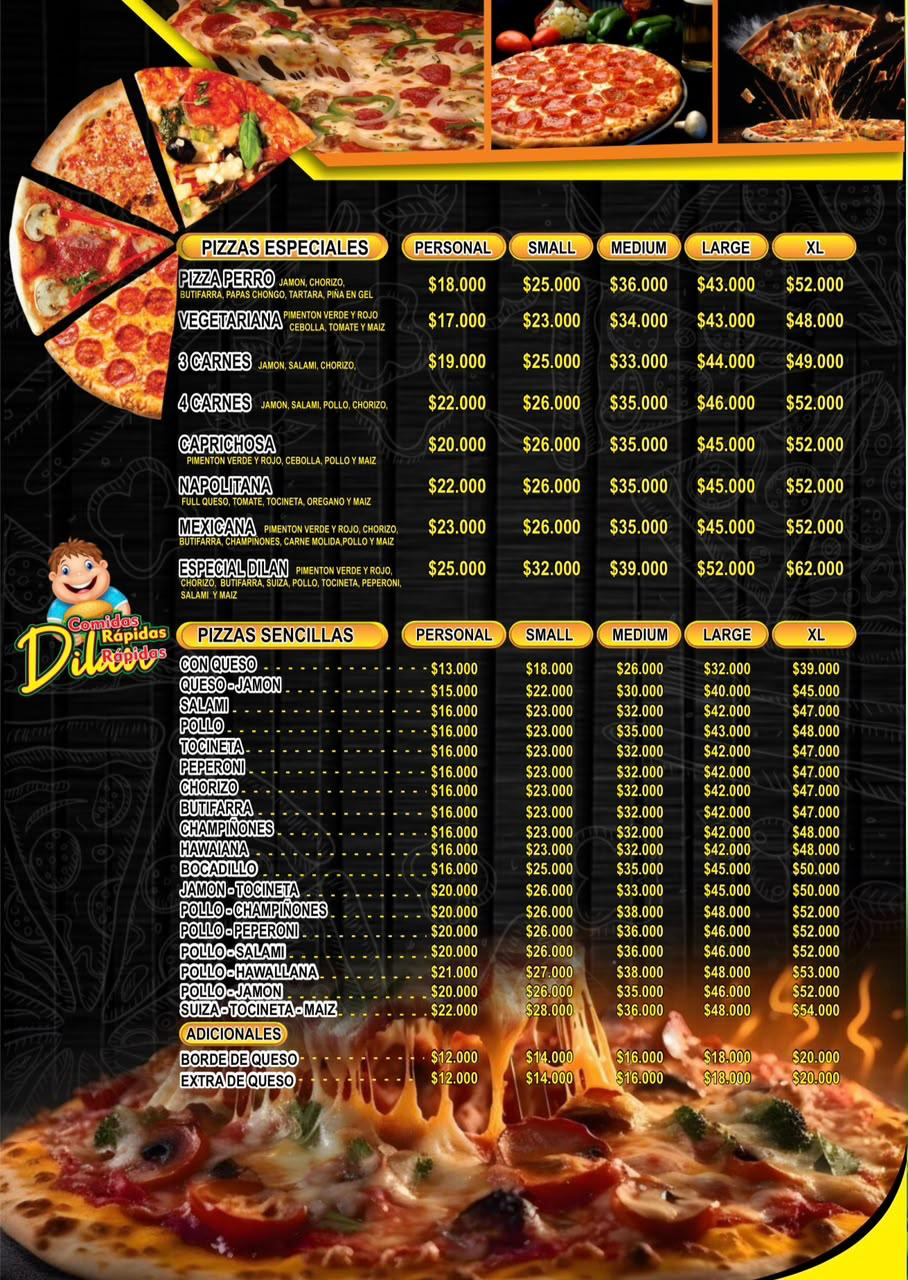 PIZZAS ESPECIALES PERSONAL SMALL MEDIUM LARGE XL
PIZZA PERRO JAMON, CHORIZO,
BUTIFARRA, PAPAS CHONGO, TARTARA, PIÑA EN GEL $18.000 $25.000 $36.000 $43.000 $52.000
VEGETARIANA PIMENTON VERDE Y ROJO
CEBOLLA, TOMATE Y MAIZ $17.000 $23.000 $34.000 $43.000 $48.000
3 CARNES JAMON, SALAMI, CHORIZO, $19.000 $25.000 $33.000 $44.000 $49.000
4 CARNES JAMON, SALAMI, POLLO, CHORIZO, $22.000 $26.000 $35.000 $46.000 $52.000
CAPRICHOSA $20.000 $26.000 $35.000 $45.000 $52.000
PIMENTON VERDE Y ROJO, CEBOLLA, POLLO Y MAIZ
NAPOLITANA $22.000 $26.000 $35.000 $45.000 $52.000
FULL QUESO, TOMATE, TOCINETA, OREGANO Y MAIZ
MEXICANA PIMENTON VERDE Y ROJO, CHORIZO, $23.000 $26.000 $35.000 $45.000 $52.000
BUTIFARRA, CHAMPINONES, CARNE MOLIDA,POLLO Y MAIZ
ESPECIAL DILAN PIMENTON VERDE Y ROJO, $25.000 $32.000 $39.000 $52.000 $62.000
CHORIZO, BUTIFARRA, SUIZA, POLLO, TOCINETA, PEPERONI,
SALAMI Y MAIZ
Comidas
Rápidas
Dilan
Rápidas
PIZZAS SENCILLAS PERSONAL SMALL MEDIUM LARGE XL
CON QUESO $13.000 $18.000 $26.000 $32.000 $39.000
QUESO - JAMON $15.000 $22.000 $30.000 $40.000 $45.000
SALAMI $16.000 $23.000 $32.000 $42.000 $47.000
POLLO $16.000 $23.000 $35.000 $43.000 $48.000
TOCINETA $16.000 $23.000 $32.000 $42.000 $47.000
PEPERONI $16.000 $23.000 $32.000 $42.000 $47.000
CHORIZO $16.000 $23.000 $32.000 $42.000 $47.000
BUTIFARRA $16.000 $23.000 $32.000 $42.000 $47.000
CHAMPIÑONES $16.000 $23.000 $32.000 $42.000 $48.000
HAWAIANA $16.000 $23.000 $32.000 $42.000 $48.000
BOCADILLO $16.000 $25.000 $35.000 $45.000 $50.000
JAMON - TOCINETA $20.000 $26.000 $33.000 $45.000 $50.000
POLLO - CHAMPIÑONES $20.000 $26.000 $38.000 $48.000 $52.000
POLLO - PEPERONI $20.000 $26.000 $36.000 $46.000 $52.000
POLLO - SALAMI $20.000 $26.000 $36.000 $46.000 $52.000
POLLO - HAWALLANA $21.000 $27.000 $38.000 $48.000 $53.000
POLLO - JAMON $20.000 $26.000 $35.000 $46.000 $52.000
SUIZA - TOCINETA - MAIZ $22.000 $28.000 $36.000 $48.000 $54.000
ADICIONALES
BORDE DE QUESO $12.000 $14.000 $16.000 $18.000 $20.000
EXTRA DE QUESO $12.000 $14.000 $16.000 $18.000 $20.000